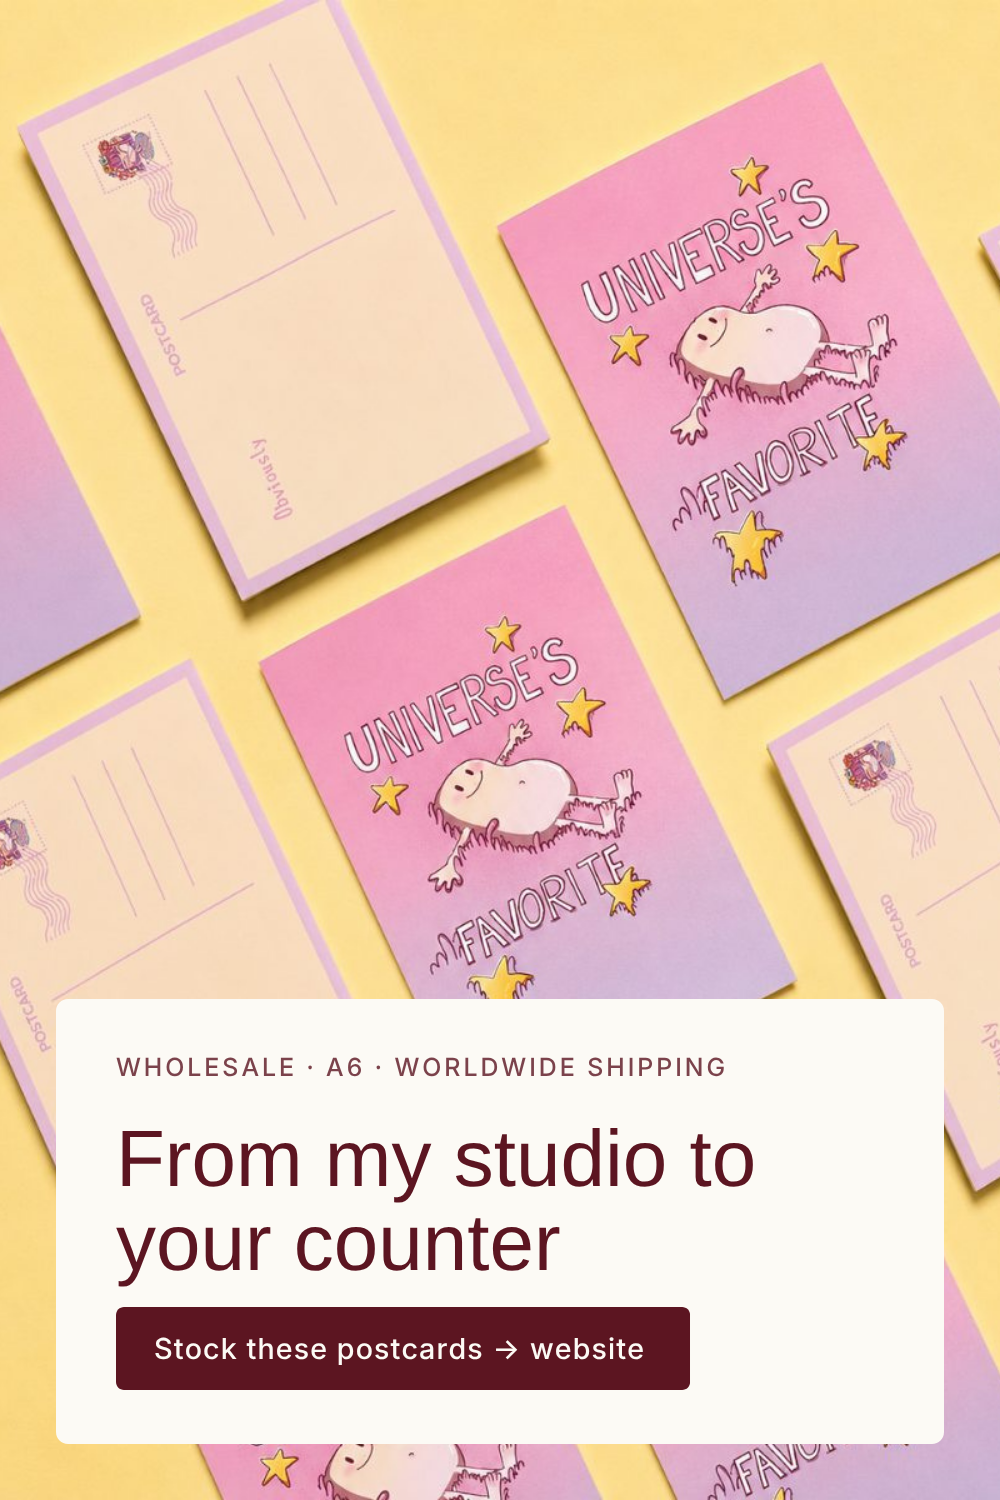 POSTCARD
Obviously
UNIVERSE'S
FAVORITE
UNIVERSE'S
FAVORITE
POSTCARD
POSTCARD
WHOLESALE · A6 · WORLDWIDE SHIPPING
From my studio to
your counter
Stock these postcards → website